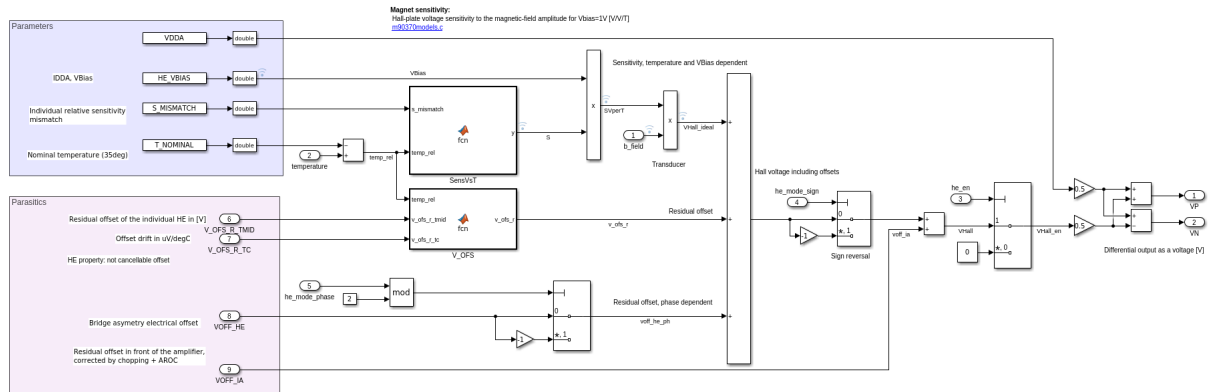 Magnet sensitivity:
Hall-plate voltage sensitivity to the magnetic-field amplitude for Vbias=1V [V/V/T]
m90370models.c
Parameters
VDDA
double
IDDA, VBias
HE_VBIAS
double
VBias
Individual relative sensitivity
mismatch
S_MISMATCH
double
Nominal temperature (35deg)
T_NOMINAL
double
2
temperature
−
+
temp_rel
s_mismatch
temp_rel
fcn
y
SensVsT
S
x
Sensitivity, temperature and VBias dependent
SVperT
1
b_field
x
Transducer
VHall_ideal
+
+
+
Parasitics
Residual offset of the individual HE in [V]
6
V_OFS_R_TMID
Offset drift in uV/degC
7
V_OFS_R_TC
HE property: not cancellable offset
temp_rel
v_ofs_r_tmid
v_ofs_r_tc
fcn
v_ofs_r
V_OFS
Residual offset
v_ofs_r
5
he_mode_phase
2
mod
0
*, 1
-1
Residual offset, phase dependent
voff_he_ph
Bridge asymetry electrical offset
8
VOFF_HE
Residual offset in front of the amplifier,
corrected by chopping + AROC
9
VOFF_IA
Hall voltage including offsets
he_mode_sign
4
0
*, 1
-1
Sign reversal
voff_ia
+
+
VHall
he_en
3
1
*, 0
0
VHall_en
0.5
0.5
+
+
+
−
1
VP
2
VN
Differential output as a voltage [V]